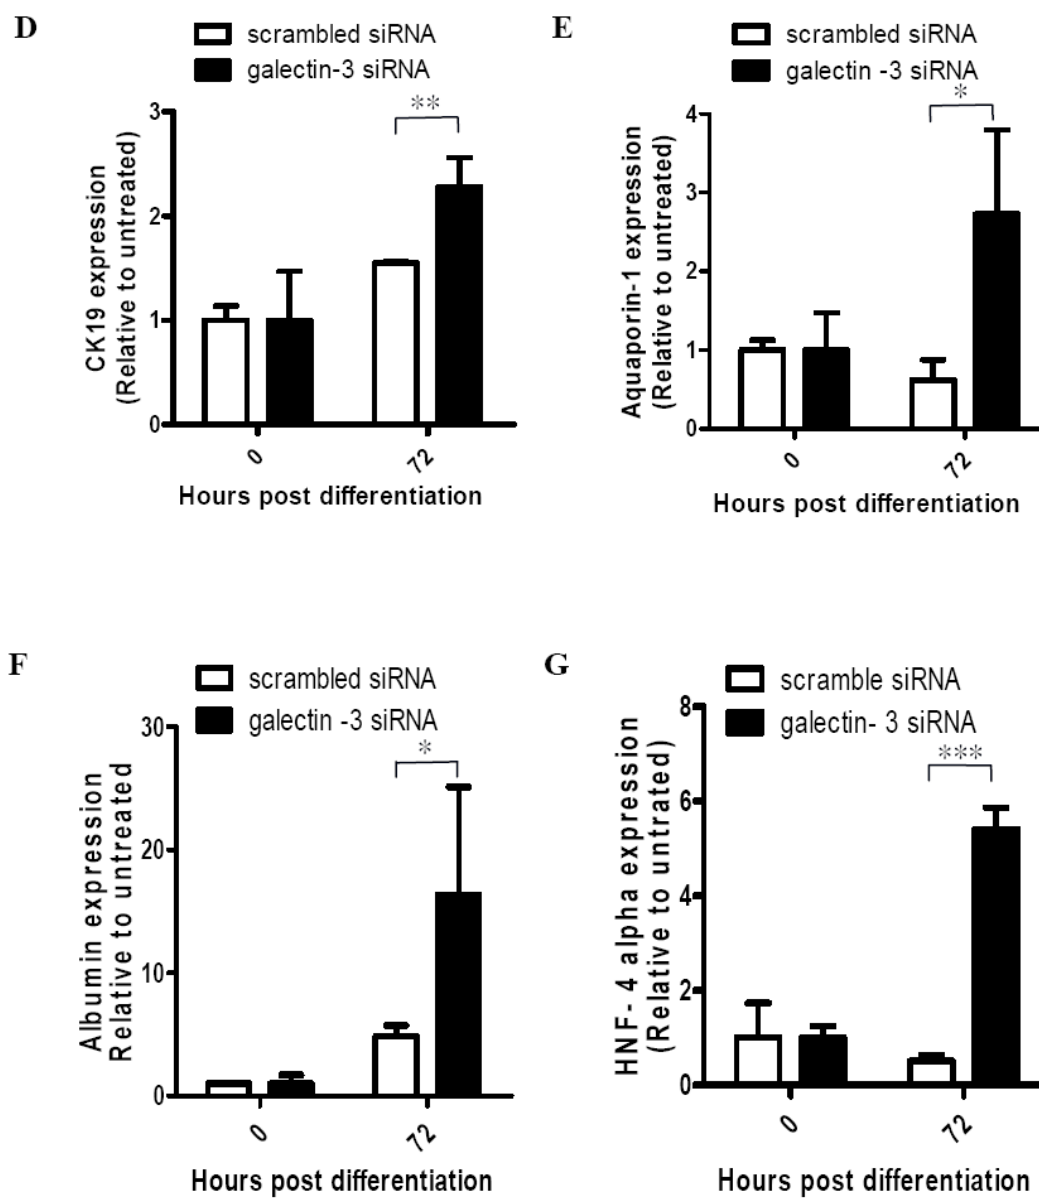 D
scrambled siRNA
galectin-3 siRNA
**
CK19 expression
(Relative to untreated)
3
2
1
0
0
72
Hours post differentiation
E
scrambled siRNA
galectin -3 siRNA
*
Aquaporin-1 expression
(Relative to untreated)
4
3
2
1
0
0
72
Hours post differentiation
F
scrambled siRNA
galectin -3 siRNA
*
Albumin expression
Relative to untreated
30
20
10
0
0
72
Hours post differentiation
G
scramble siRNA
galectin- 3 siRNA
***
HNF- 4 alpha expression
(Relative to untrated)
8
6
4
2
0
0
72
Hours post differentiation